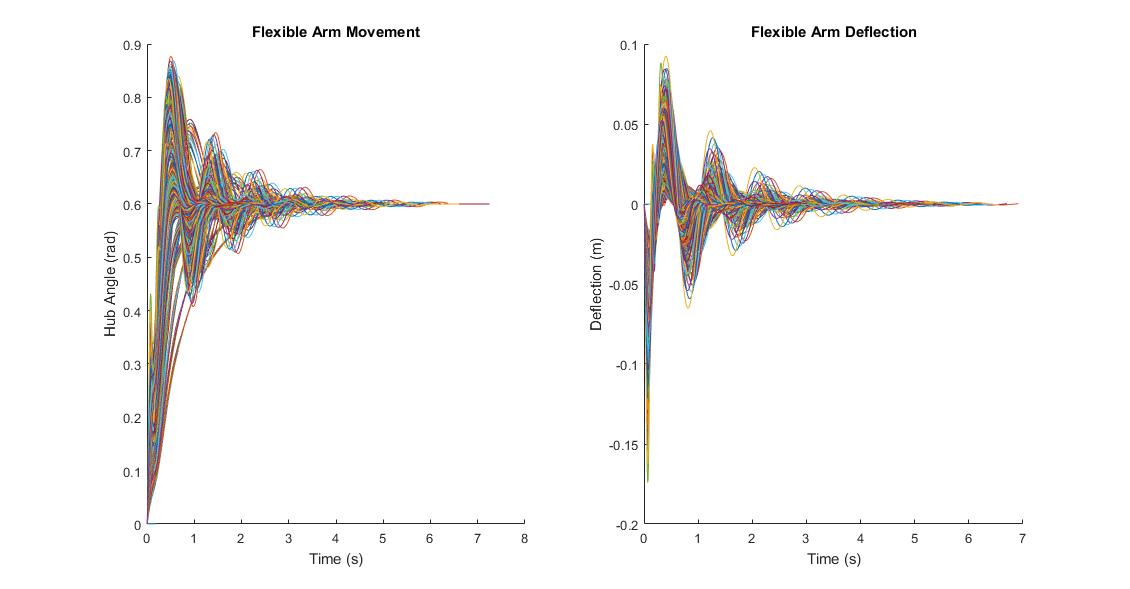 Flexible Arm Movement
Hub Angle (rad)
0.9
0.8
0.7
0.6
0.5
0.4
0.3
0.2
0.1
0
0 1 2 3 4 5 6 7 8
Time (s)
Flexible Arm Deflection
Deflection (m)
0.1
0.05
0
-0.05
-0.1
-0.15
-0.2
0 1 2 3 4 5 6 7
Time (s)